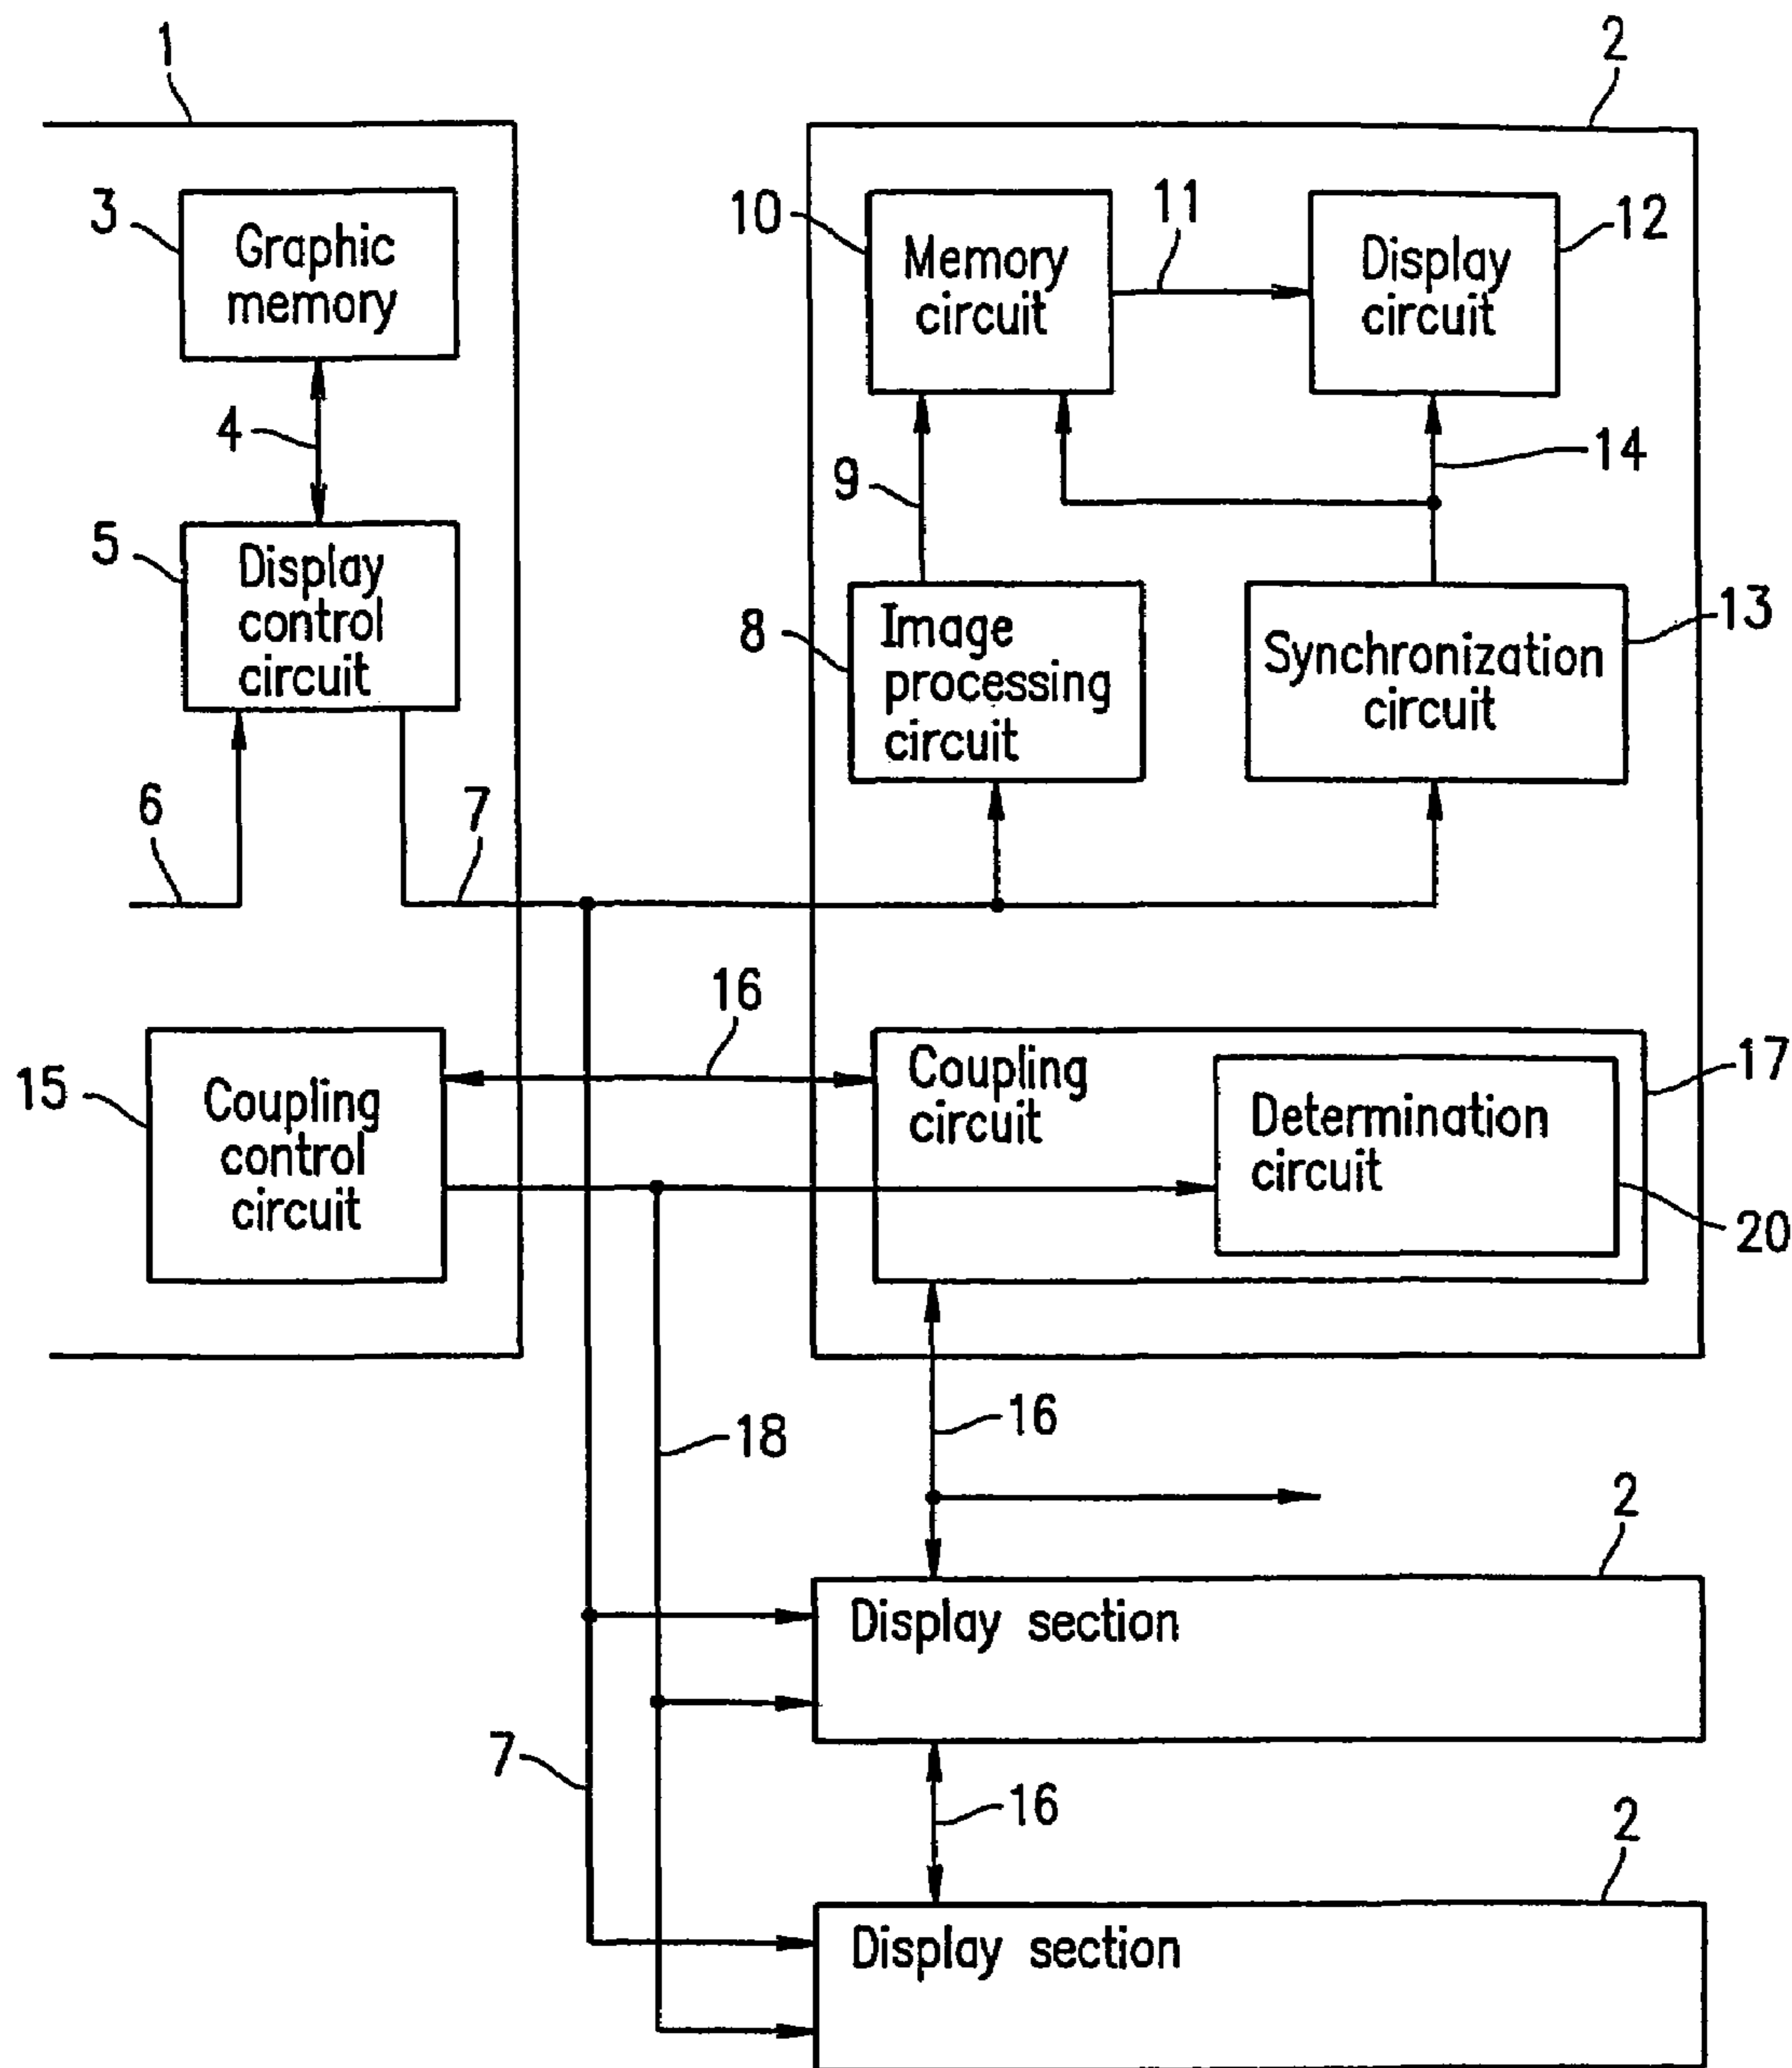 1
2
3
Graphic
memory
10
Memory
circuit
11
Display
circuit
12
4
9
14
5
Display
control
circuit
8
Image
processing
circuit
Synchronization
circuit
13
6
7
16
15
Coupling
control
circuit
Coupling
circuit
Determination
circuit
17
20
18
16
2
Display section
7
16
2
Display section